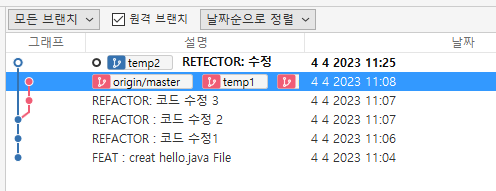 모든 브랜치 원격 브랜치 날짜순으로 정렬
그래프 설명 날짜
temp2 RETECTOR: 수정 4 4 2023 11:25
origin/master temp1 4 4 2023 11:08
REFACTOR: 코드 수정 3 4 4 2023 11:08
REFACTOR : 코드 수정 2 4 4 2023 11:07
REFACTOR : 코드 수정1 4 4 2023 11:06
FEAT : creat hello.java File 4 4 2023 11:04